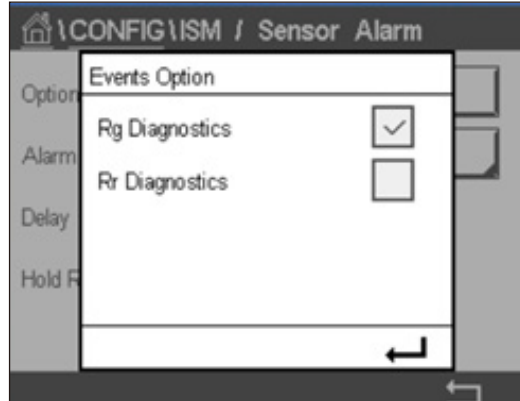 \CONFIG\ISM / Sensor Alarm
Events Option
Option
Rg Diagnostics
Alarm
Rr Diagnostics
Delay
Hold R